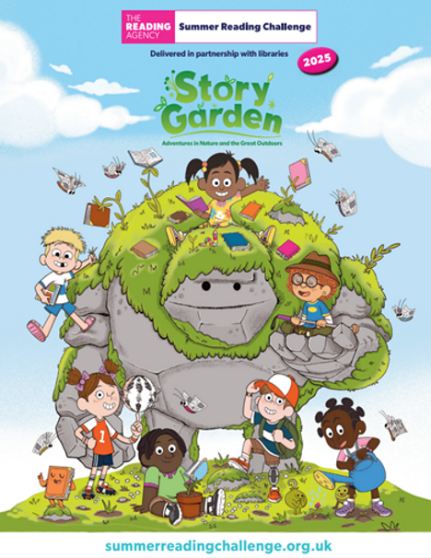 THE
READING
AGENCY
Summer Reading Challenge
Delivered in partnership with libraries
2025
Story
Garden
Adventures in Nature and the Great Outdoors
1
summerreadingchallenge.org.uk